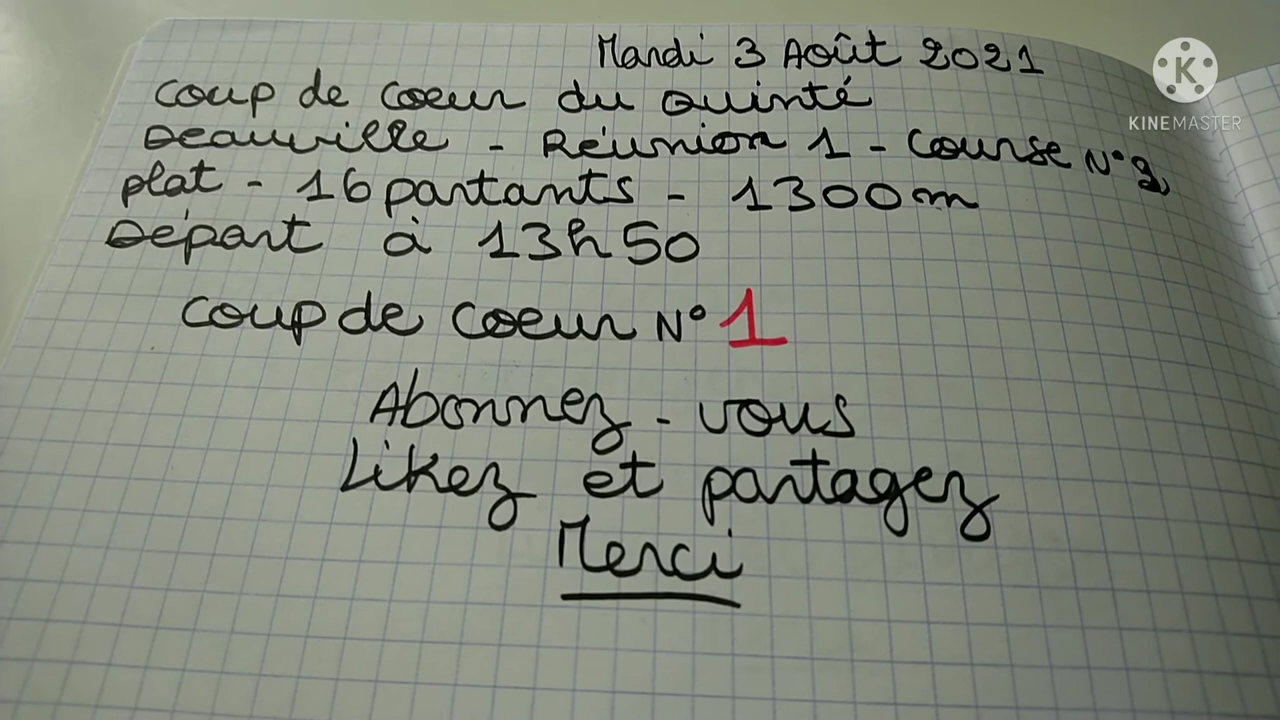 Mardi 3 Août 2021
K
KINEMASTER
coup de coeur du Quinté
Deauville - Réunion 1 - Course N°
plat - 16 partants - 1300m
Départ à 13h50
coup de coeur N° 1
Abonnez-vous
Likez et partagez
Merci